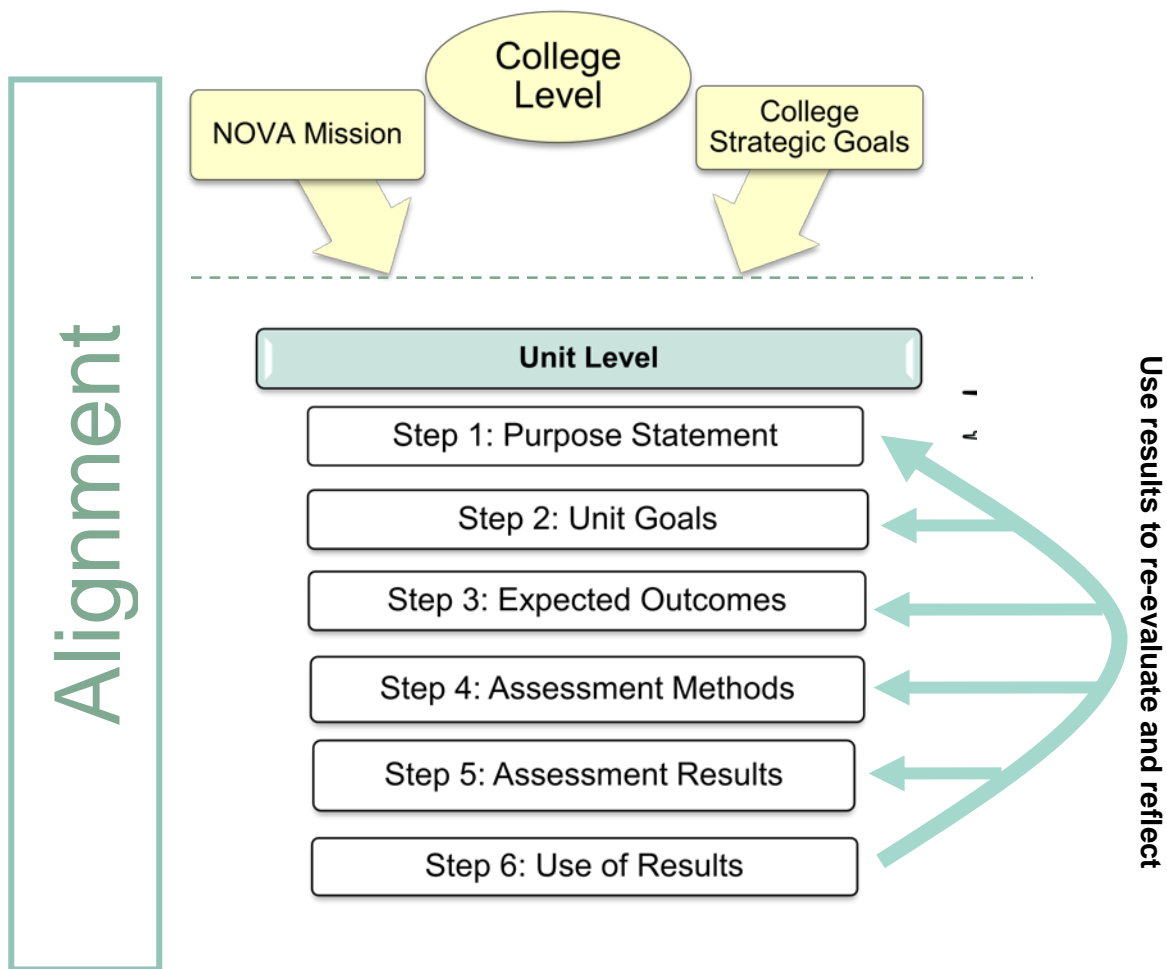 College
Level
NOVA Mission
College
Strategic Goals
Alignment
Unit Level
Step 1: Purpose Statement
Step 2: Unit Goals
Step 3: Expected Outcomes
Step 4: Assessment Methods
Step 5: Assessment Results
Step 6: Use of Results
Use results to re-evaluate and reflect